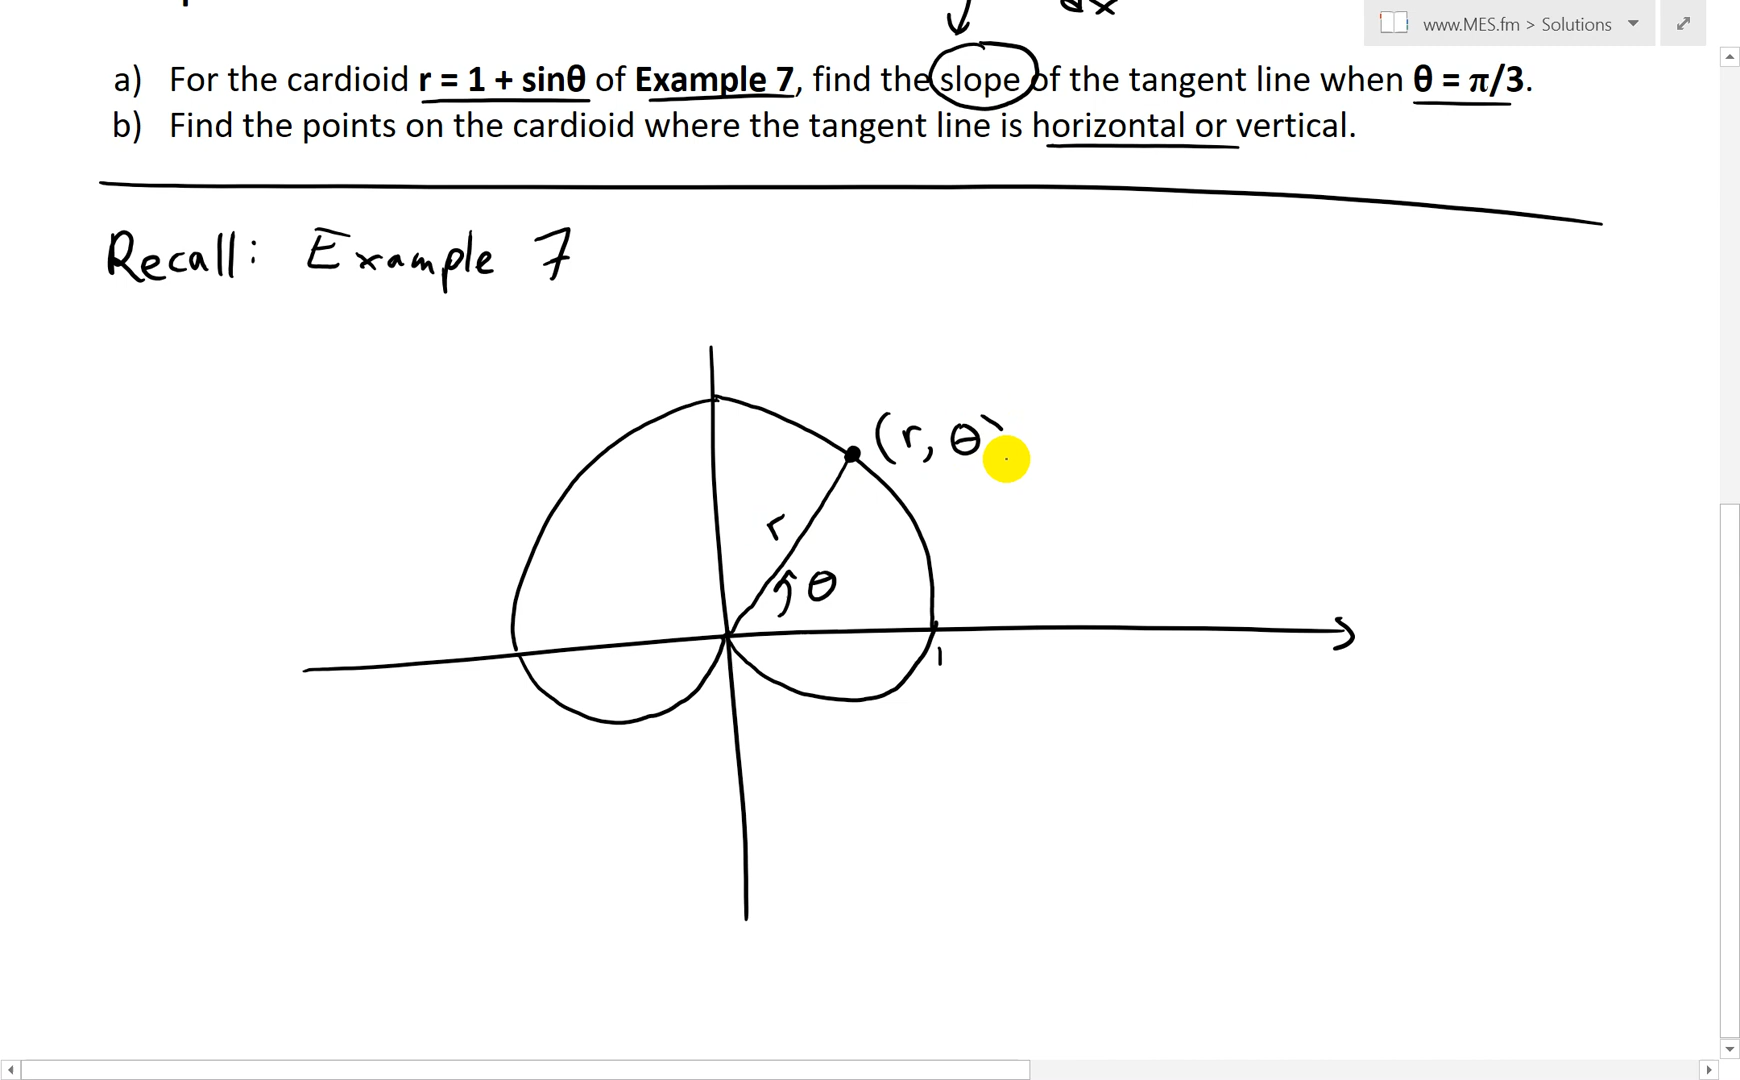 dx
www.MES.fm > Solutions
a) For the cardioid r = 1 + sinθ of Example 7, find the slope of the tangent line when θ = π/3.
b) Find the points on the cardioid where the tangent line is horizontal or vertical.
Recall: Example 7
(r, θ)
r
θ
1